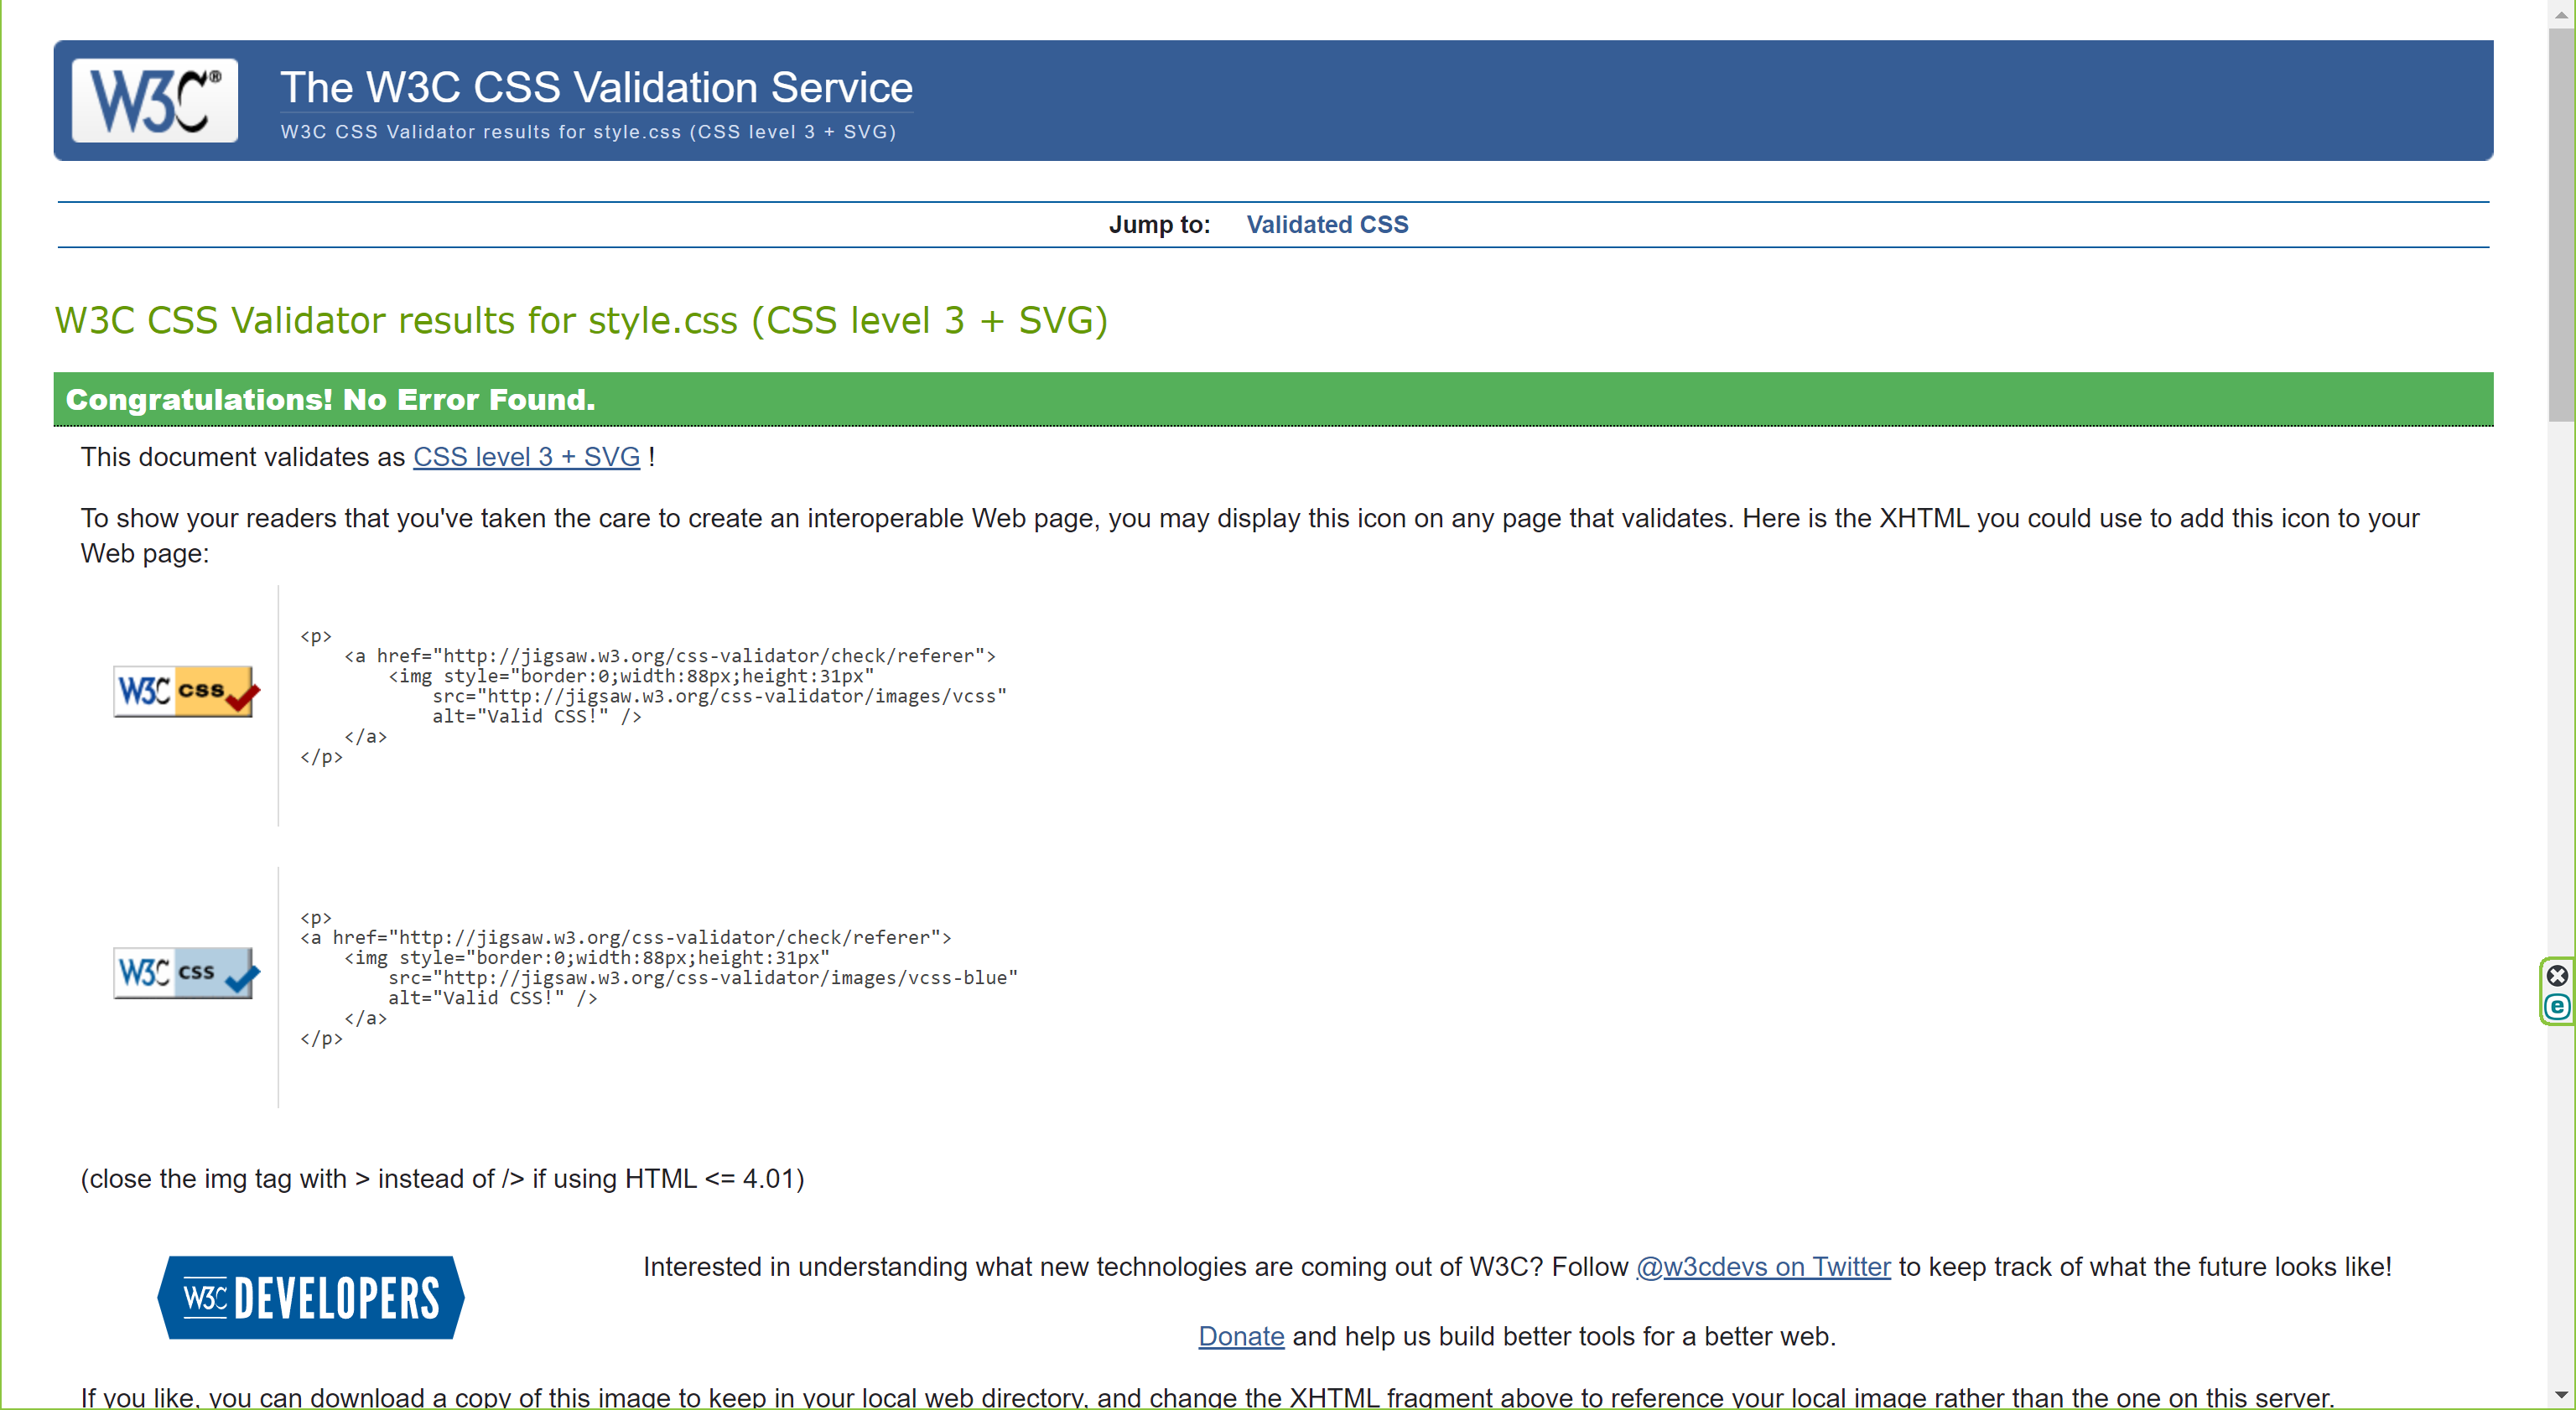 W3C®
The W3C CSS Validation Service
W3C CSS Validator results for style.css (CSS level 3 + SVG)
Jump to: Validated CSS
W3C CSS Validator results for style.css (CSS level 3 + SVG)
Congratulations! No Error Found.
This document validates as CSS level 3 + SVG !
To show your readers that you've taken the care to create an interoperable Web page, you may display this icon on any page that validates. Here is the XHTML you could use to add this icon to your
Web page:
W3C css
<p>
    <a href="http://jigsaw.w3.org/css-validator/check/referer">
        <img style="border:0;width:88px;height:31px"
            src="http://jigsaw.w3.org/css-validator/images/vcss"
            alt="Valid CSS!" />
    </a>
</p>
W3C css
<p>
<a href="http://jigsaw.w3.org/css-validator/check/referer">
    <img style="border:0;width:88px;height:31px"
        src="http://jigsaw.w3.org/css-validator/images/vcss-blue"
        alt="Valid CSS!" />
    </a>
</p>
(close the img tag with > instead of /> if using HTML <= 4.01)
W3C DEVELOPERS
Interested in understanding what new technologies are coming out of W3C? Follow @w3cdevs on Twitter to keep track of what the future looks like!
Donate and help us build better tools for a better web.
If you like, you can download a copy of this image to keep in your local web directory, and change the XHTML fragment above to reference your local image rather than the one on this server.
e